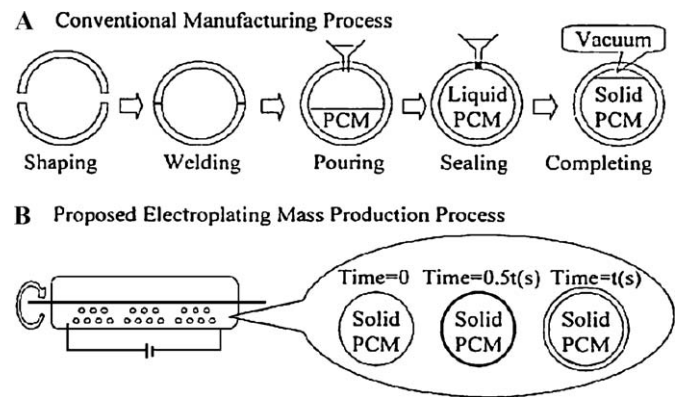 A Conventional Manufacturing Process
Vacuum
PCM
Liquid
PCM
Solid
PCM
Shaping
Welding
Pouring
Sealing
Completing
B Proposed Electroplating Mass Production Process
Time=0
Time=0.5t(s)
Time=t(s)
Solid
PCM
Solid
PCM
Solid
PCM